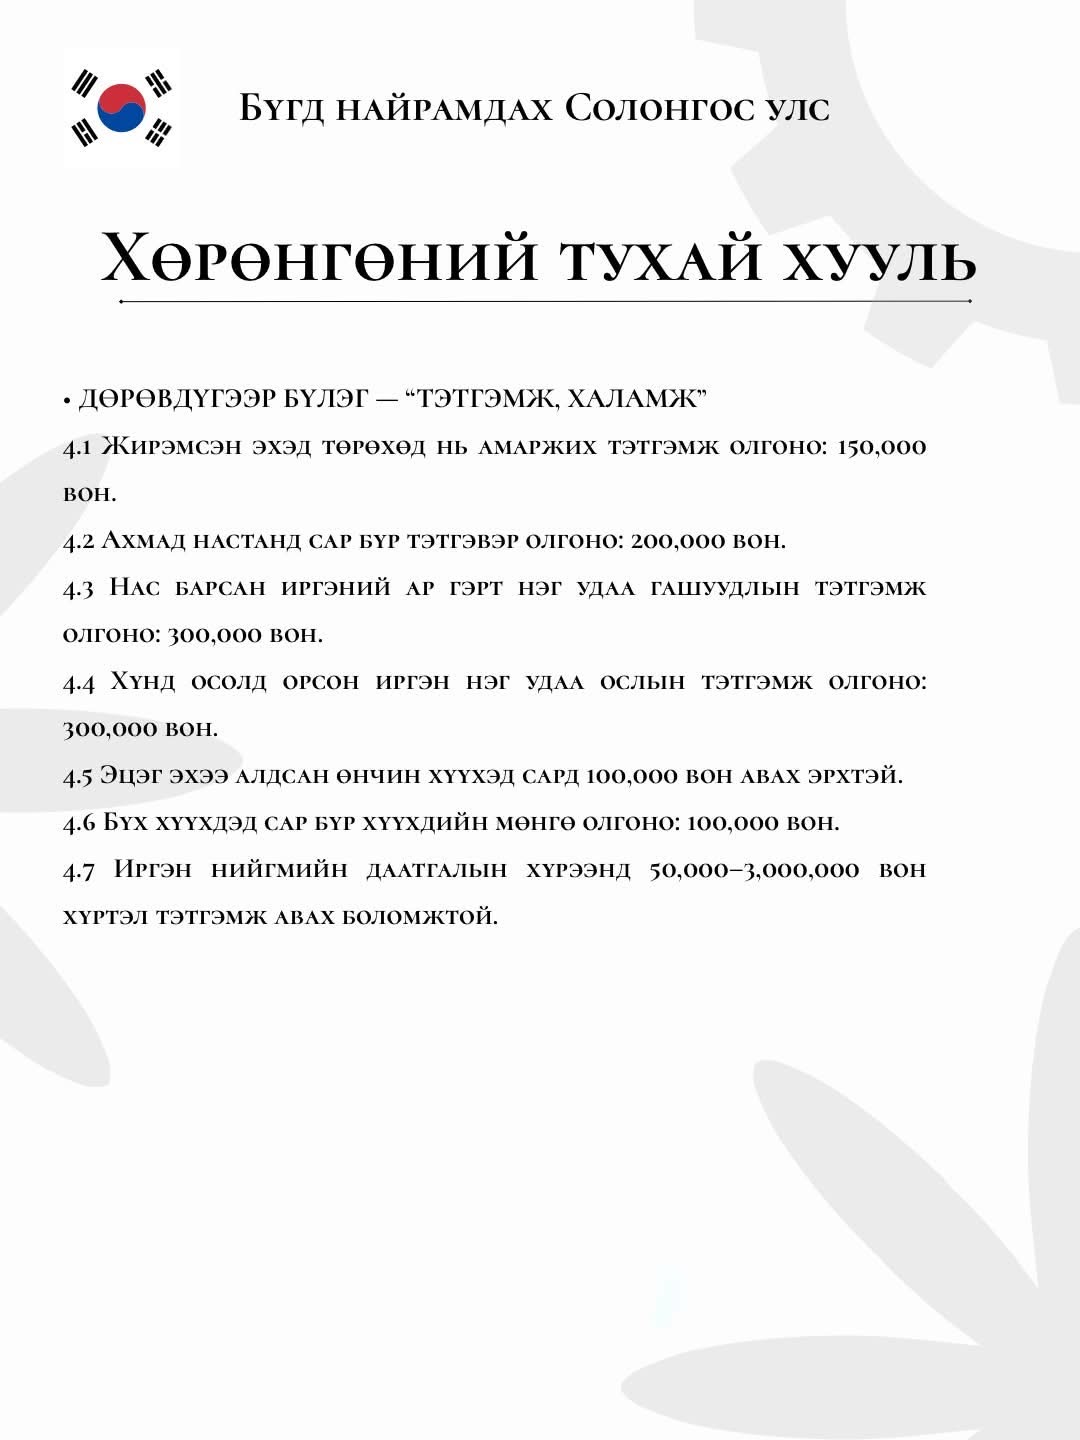 Бүгд найрамдах Солонгос улс
Хөрөнгөний тухай хууль
• ДӨРӨВДҮГЭЭР БҮЛЭГ — “ТЭТГЭМЖ, ХАЛАМЖ”
4.1 Жирэмсэн эхэд төрөхөд нь амаржих тэтгэмж олгоно: 150,000
вон.
4.2 Ахмад настанд сар бүр тэтгэвэр олгоно: 200,000 вон.
4.3 Нас барсан иргэний ар гэрт нэг удаа гашуудлын тэтгэмж
олгоно: 300,000 вон.
4.4 Хүнд осолд орсон иргэн нэг удаа ослын тэтгэмж олгоно:
300,000 вон.
4.5 Эцэг эхээ алдсан өнчин хүүхэд сард 100,000 вон авах эрхтэй.
4.6 Бүх хүүхдэд сар бүр хүүхдийн мөнгө олгоно: 100,000 вон.
4.7 Иргэн нийгмийн даатгалын хүрээнд 50,000–3,000,000 вон
хүртэл тэтгэмж авах боломжтой.